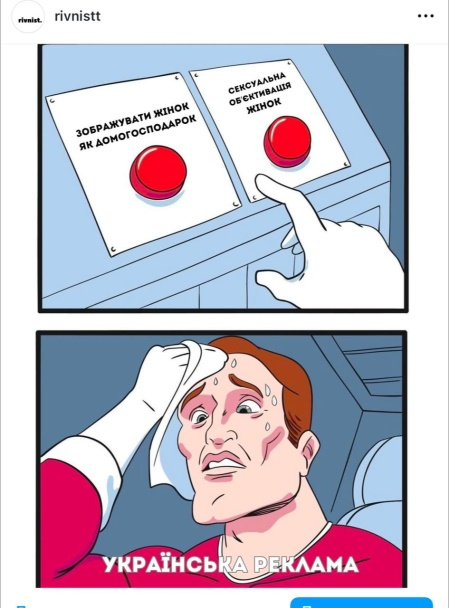 rivnist.
rivnistt
ЗОБРАЖУВАТИ ЖІНОК
ЯК ДОМОГОСПОДАРОК
СЕКСУАЛЬНА
ОБ'ЄКТИВАЦІЯ
ЖІНОК
УКРАЇНСЬКА РЕКЛАМА